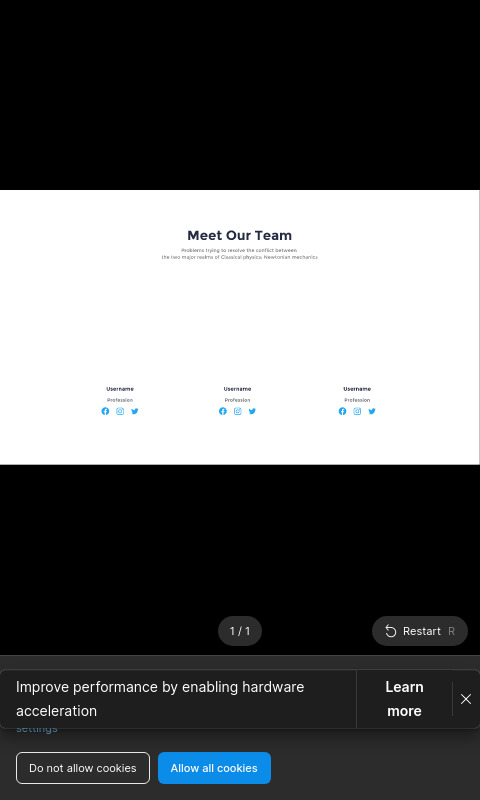 Meet Our Team
Problems trying to resolve the conflict between
the two major realms of Classical physics: Newtonian mechanics
Username
Username
Username
Profession
Profession
Profession
1 / 1
Restart R
Improve performance by enabling hardware
acceleration
Learn
more
settings
Do not allow cookies
Allow all cookies